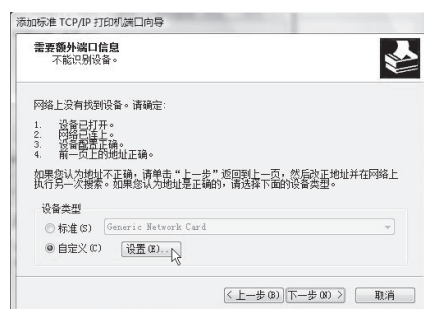 添加标准 TCP/IP 打印机端口向导
需要额外端口信息
不能识别设备。
网络上没有找到设备。请确定:
1. 设备已打开。
2. 网络已连上。
3. 设备配置正确。
4. 前一页上的地址正确。
如果您认为地址不正确，请单击“上一步”返回到上一页，然后改正地址并在网络上
执行另一次搜索。如果您认为地址是正确的，请选择下面的设备类型。
设备类型
标准(S) Generic Network Card
自定义(C) 设置(E)...
<上一步(B) 下一步(N)> 取消